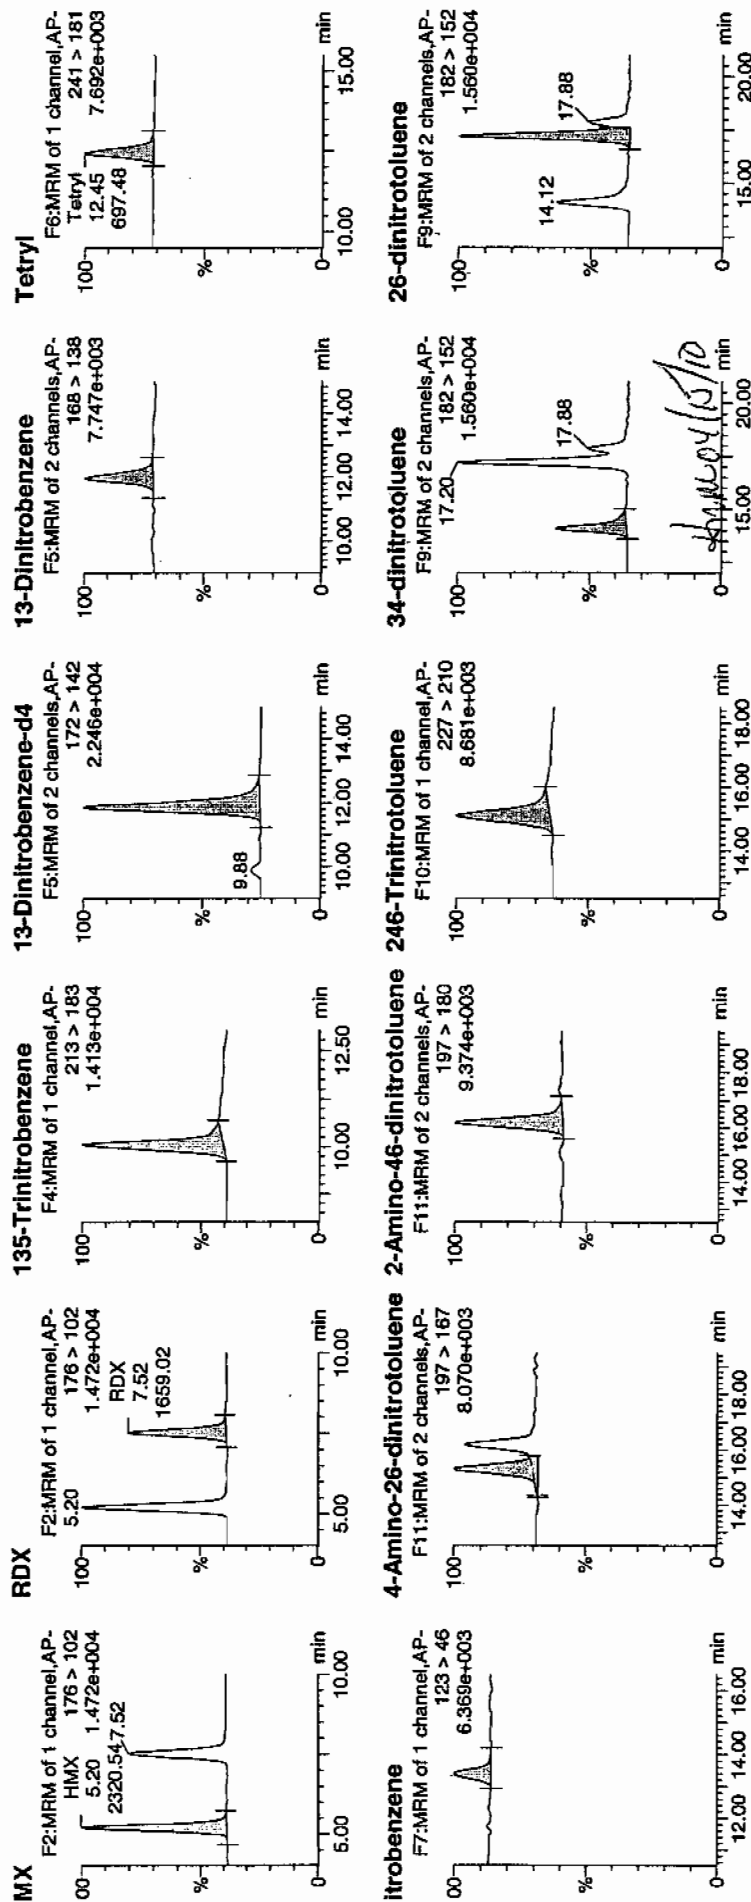 MX
F2:MRM of 1 channel,AP-
HMX 176 > 102
5.20 1.472e+004
2320.54 7.52
00
%
0
5.00 10.00 min
RDX
F2:MRM of 1 channel,AP-
5.20 176 > 102
1.472e+004
RDX
7.52
1659.02
100
%
0
5.00 10.00 min
135-Trinitrobenzene
F4:MRM of 1 channel,AP-
213 > 183
1.413e+004
100
%
0
10.00 12.50 min
13-Dinitrobenzene-d4
F5:MRM of 2 channels,AP-
172 > 142
2.246e+004
100
9.88
%
0
10.00 12.00 14.00 min
13-Dinitrobenzene
F5:MRM of 2 channels,AP-
168 > 138
7.747e+003
100
%
0
10.00 12.00 14.00 min
Tetryl
F6:MRM of 1 channel,AP-
Tetryl 241 > 181
12.45 7.692e+003
697.48
100
%
0
10.00 15.00 min
itrobenzene
F7:MRM of 1 channel,AP-
123 > 46
6.369e+003
00
%
0
12.00 14.00 16.00 min
4-Amino-26-dinitrotoluene
F11:MRM of 2 channels,AP-
197 > 167
8.070e+003
100
%
0
14.00 16.00 18.00 min
2-Amino-46-dinitrotoluene
F11:MRM of 2 channels,AP-
197 > 180
9.374e+003
100
%
0
14.00 16.00 18.00 min
246-Trinitrotoluene
F10:MRM of 1 channel,AP-
227 > 210
8.681e+003
100
%
0
14.00 16.00 18.00 min
34-dinitrotoluene
F9:MRM of 2 channels,AP-
17.20 182 > 152
1.560e+004
100
17.88
%
0
15.00 20.00 min
04/13/10
26-dinitrotoluene
F9:MRM of 2 channels,AP-
182 > 152
1.560e+004
100
14.12 17.88
%
0
15.00 20.00 min